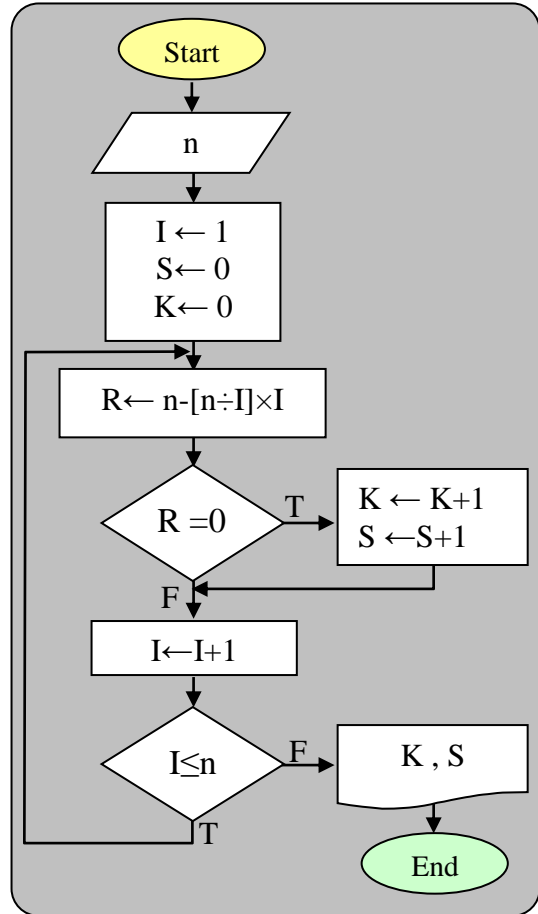 Start
n
I ← 1
S← 0
K← 0
R← n-[n÷I]×I
R =0
T
K ← K+1
S ←S+1
F
I←I+1
I≤n
F
K , S
T
End